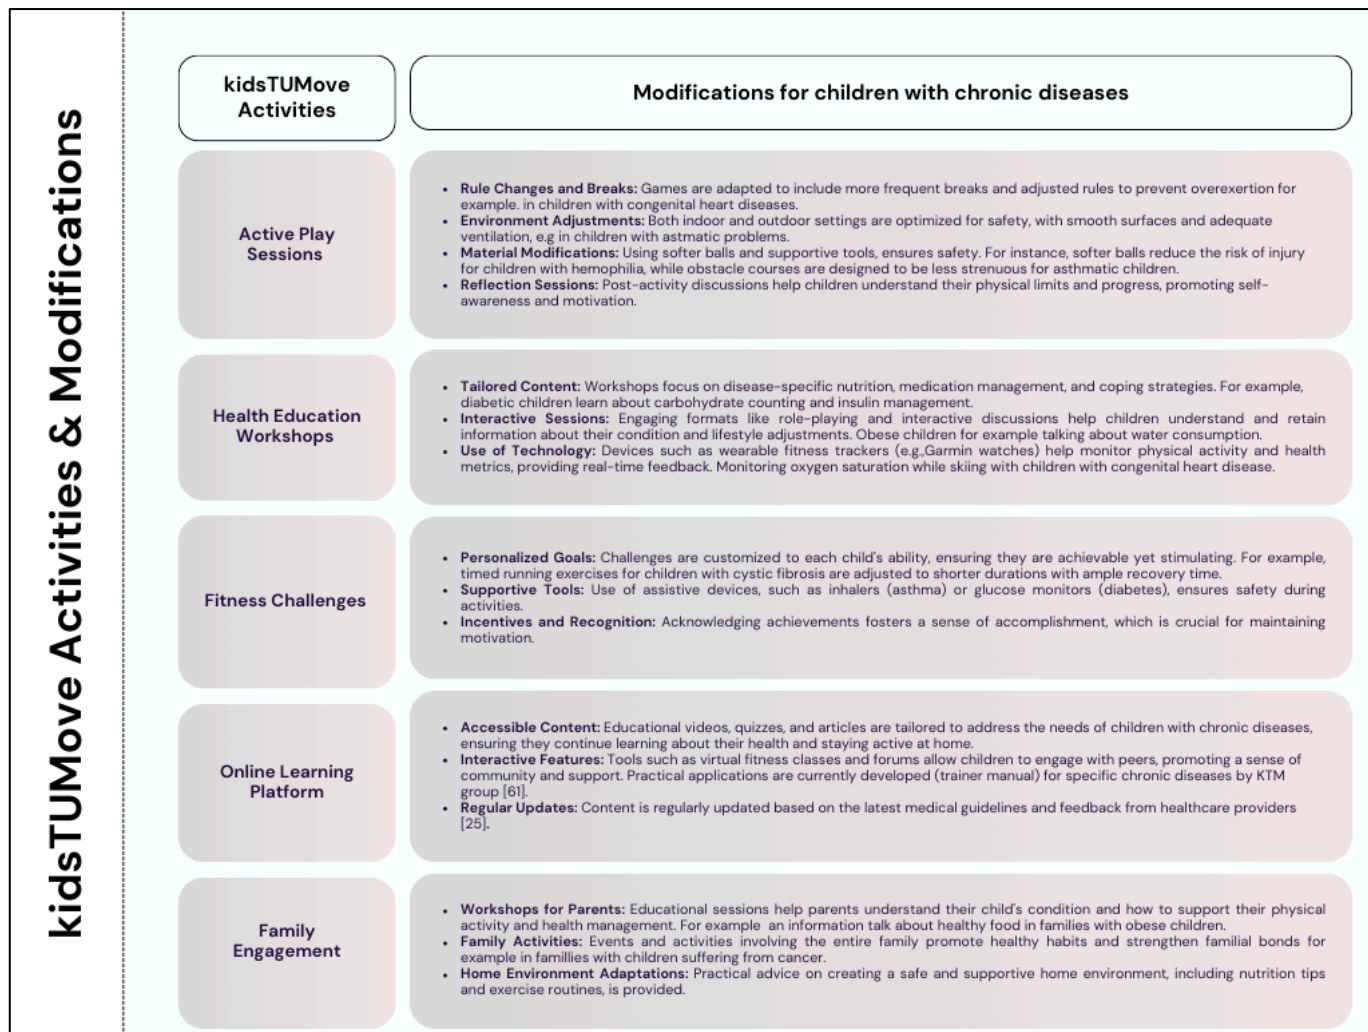 kidsTUMove Activities & Modifications
kidsTUMove
Activities
Modifications for children with chronic diseases
Active Play
Sessions
• Rule Changes and Breaks: Games are adapted to include more frequent breaks and adjusted rules to prevent overexertion for
example. in children with congenital heart diseases.
• Environment Adjustments: Both indoor and outdoor settings are optimized for safety, with smooth surfaces and adequate
ventilation, e.g in children with astmatic problems.
• Material Modifications: Using softer balls and supportive tools, ensures safety. For instance, softer balls reduce the risk of injury
for children with hemophilia, while obstacle courses are designed to be less strenuous for asthmatic children.
• Reflection Sessions: Post-activity discussions help children understand their physical limits and progress, promoting self-
awareness and motivation.
Health Education
Workshops
• Tailored Content: Workshops focus on disease-specific nutrition, medication management, and coping strategies. For example,
diabetic children learn about carbohydrate counting and insulin management.
• Interactive Sessions: Engaging formats like role-playing and interactive discussions help children understand and retain
information about their condition and lifestyle adjustments. Obese children for example talking about water consumption.
• Use of Technology: Devices such as wearable fitness trackers (e.g.,Garmin watches) help monitor physical activity and health
metrics, providing real-time feedback. Monitoring oxygen saturation while skiing with children with congenital heart disease.
Fitness Challenges
• Personalized Goals: Challenges are customized to each child's ability, ensuring they are achievable yet stimulating. For example,
timed running exercises for children with cystic fibrosis are adjusted to shorter durations with ample recovery time.
• Supportive Tools: Use of assistive devices, such as inhalers (asthma) or glucose monitors (diabetes), ensures safety during
activities.
• Incentives and Recognition: Acknowledging achievements fosters a sense of accomplishment, which is crucial for maintaining
motivation.
Online Learning
Platform
• Accessible Content: Educational videos, quizzes, and articles are tailored to address the needs of children with chronic diseases,
ensuring they continue learning about their health and staying active at home.
• Interactive Features: Tools such as virtual fitness classes and forums allow children to engage with peers, promoting a sense of
community and support. Practical applications are currently developed (trainer manual) for specific chronic diseases by KTM
group [61].
• Regular Updates: Content is regularly updated based on the latest medical guidelines and feedback from healthcare providers
[25].
Family
Engagement
• Workshops for Parents: Educational sessions help parents understand their child's condition and how to support their physical
activity and health management. For example an information talk about healthy food in families with obese children.
• Family Activities: Events and activities involving the entire family promote healthy habits and strengthen familial bonds for
example in famillies with children suffering from cancer.
• Home Environment Adaptations: Practical advice on creating a safe and supportive home environment, including nutrition tips
and exercise routines, is provided.